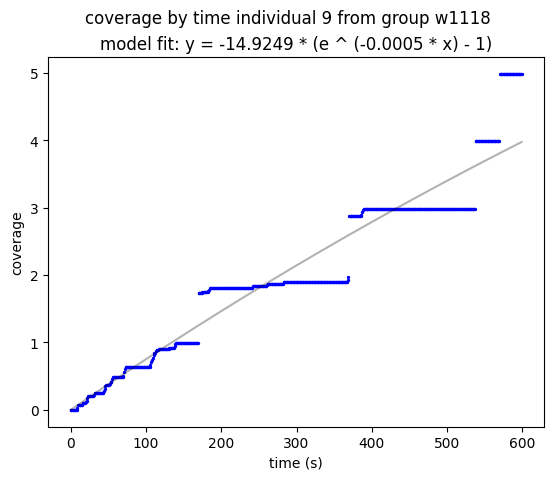 coverage by time individual 9 from group w1118
model fit: y = -14.9249 * (e ^ (-0.0005 * x) - 1)
5
4
3
2
1
0
coverage
0 100 200 300 400 500 600
time (s)